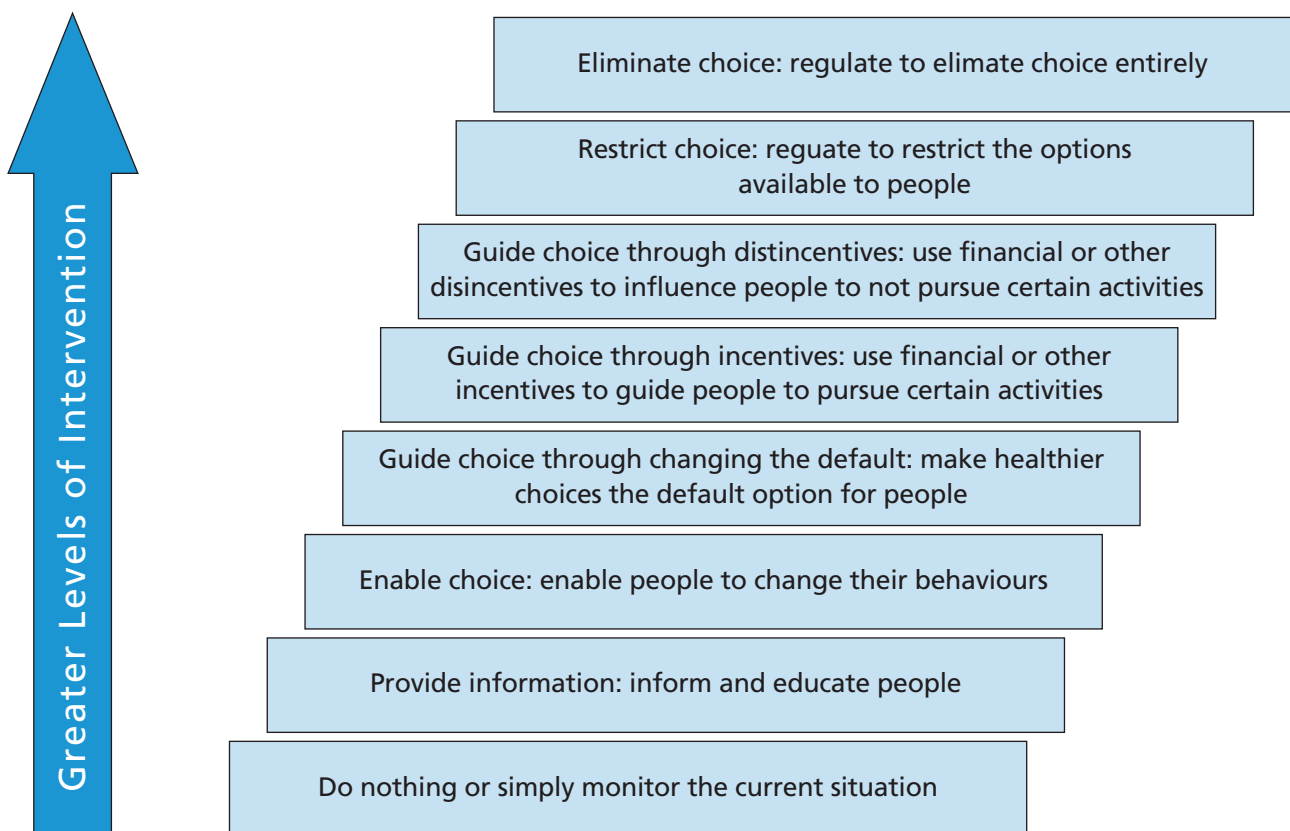 Eliminate choice: regulate to elimate choice entirely
Restrict choice: reguate to restrict the options
available to people
Guide choice through distincentives: use financial or other
disincentives to influence people to not pursue certain activities
Guide choice through incentives: use financial or other
incentives to guide people to pursue certain activities
Guide choice through changing the default: make healthier
choices the default option for people
Enable choice: enable people to change their behaviours
Provide information: inform and educate people
Do nothing or simply monitor the current situation
Greater Levels of Intervention